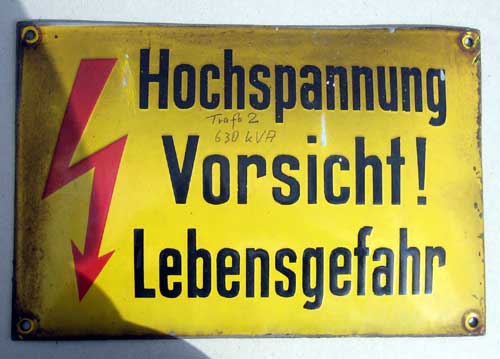 Hochspannung
Trafo 2
630 kVA
Vorsicht!
Lebensgefahr